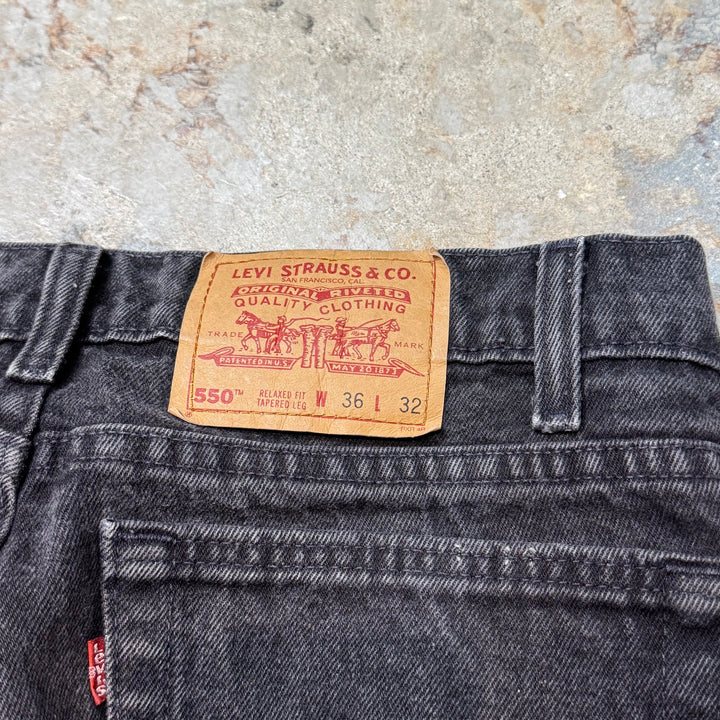 LEVI STRAUSS & CO.
SAN FRANCISCO, CAL.
ORIGINAL RIVETED
QUALITY CLOTHING
TRADE MARK
PATENTED IN U.S. MAY 20 1873
550™ RELAXED FIT W 36 L 32
TAPERED LEG
LEVI'S